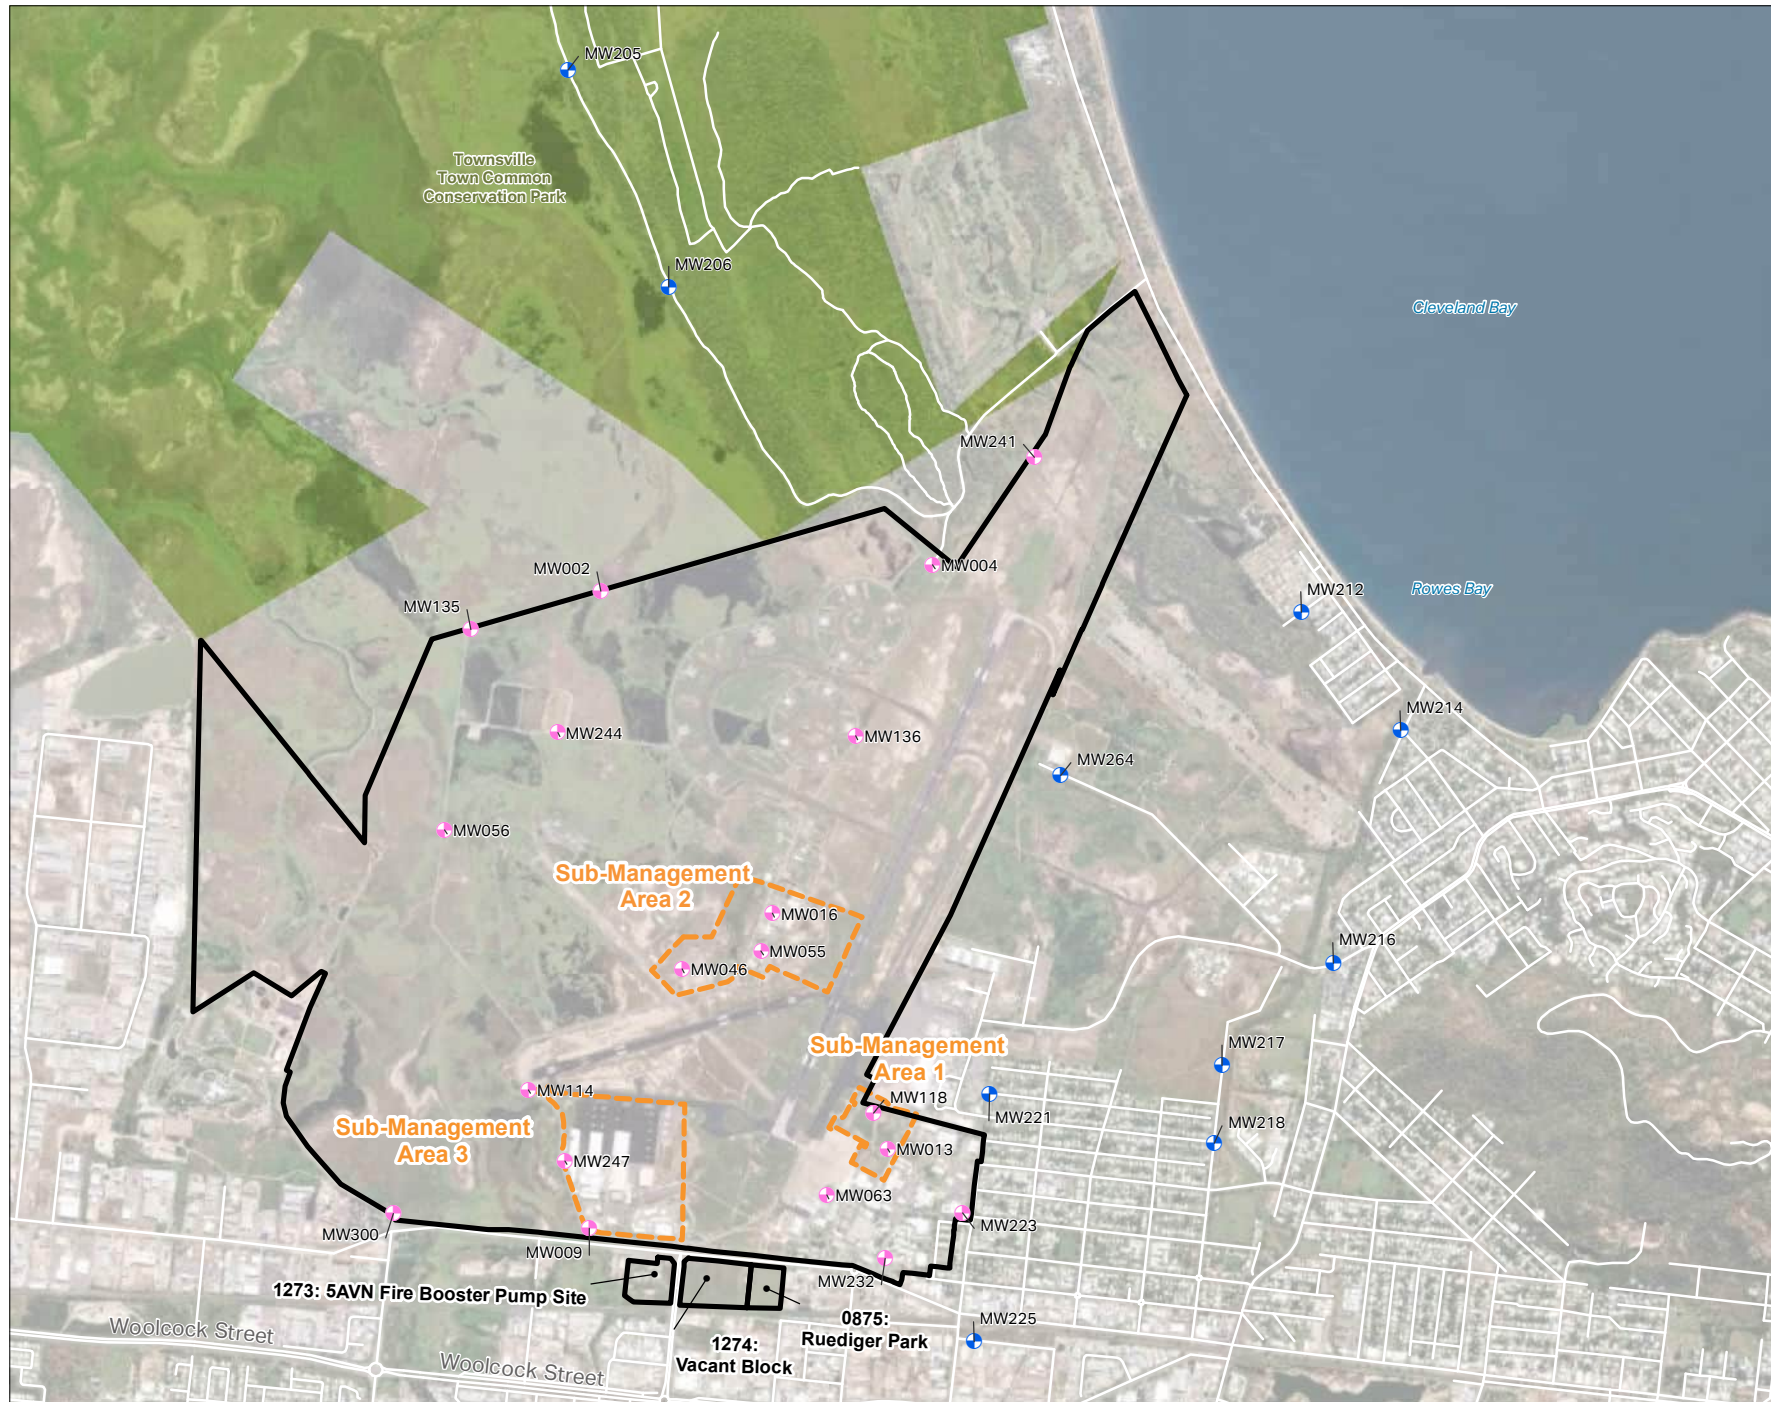 MW205
Townsville
Town Common
Conservation Park
MW206
Cleveland Bay
MW241
MW004
MW002
MW135
Rowes Bay
MW212
MW214
MW244
MW136
MW264
MW056
Sub-Management
Area 2
MW016
MW055
MW046
MW216
Sub-Management
Area 1
MW217
MW114
MW118
MW221
Sub-Management
Area 3
MW218
MW013
MW247
MW063
MW223
MW300
MW009
MW232
1273: 5AVN Fire Booster Pump Site
0875:
Ruediger Park
MW225
1274:
Vacant Block
Woolcock Street
Woolcock Street